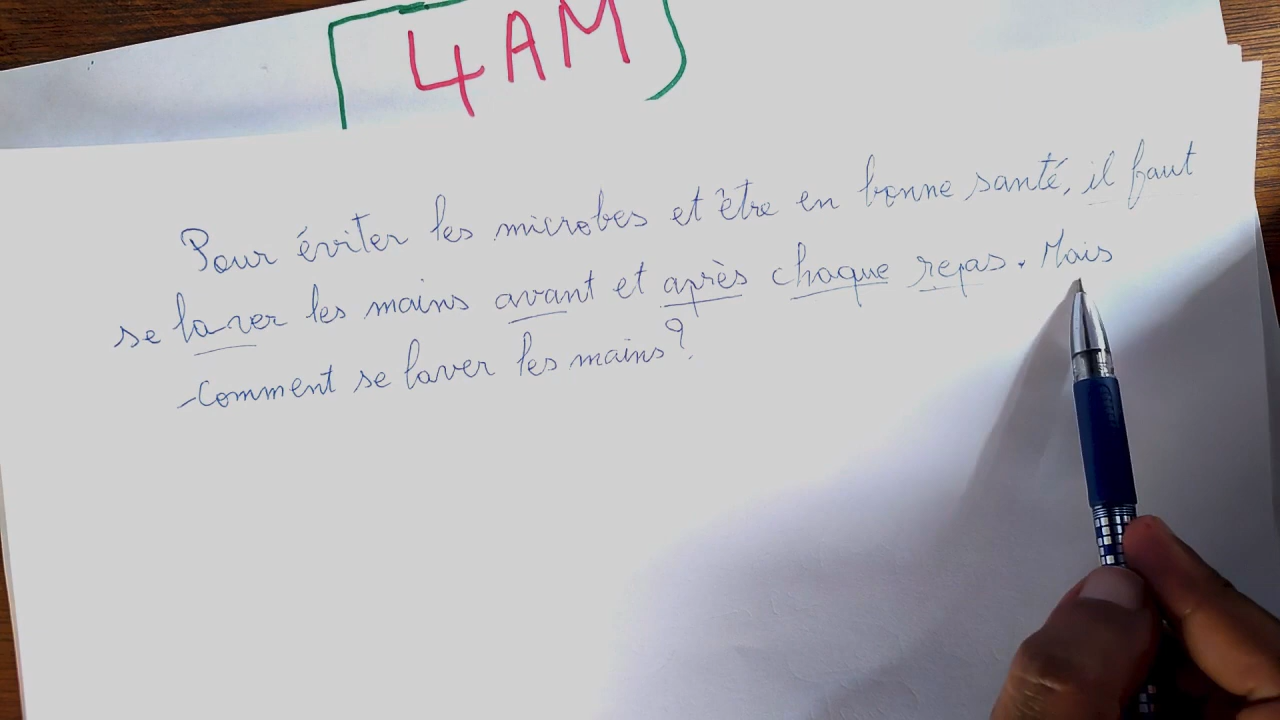 4AM
Pour éviter les microbes et être en bonne santé, il faut
se laver les mains avant et après chaque repas. Mais
-Comment se laver les mains?